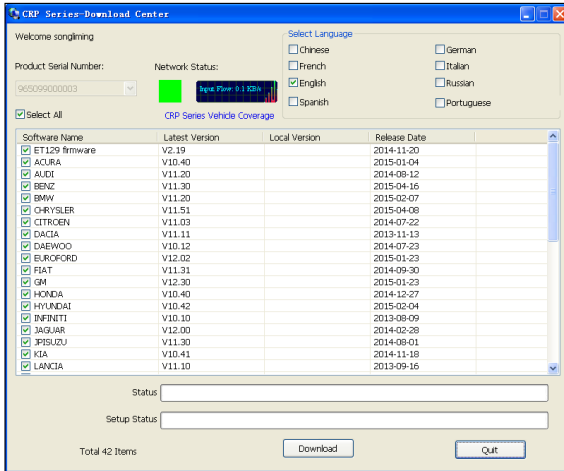 CRP Series-Download Center
Welcome songliming
Select Language
Chinese
German
French
Italian
English
Russian
Spanish
Portuguese
Product Serial Number:
Network Status:
965099000003
Input Flow: 0.1 KB/s
Select All
CRP Series Vehicle Coverage
Software Name Latest Version Local Version Release Date
ET129 firmware V2.19 2014-11-20
ACURA V10.40 2015-01-04
AUDI V11.20 2014-08-12
BENZ V11.30 2015-04-16
BMW V11.20 2015-02-07
CHRYSLER V11.51 2015-04-08
CITROEN V11.03 2014-07-22
DACIA V11.11 2013-11-13
DAEWOO V10.12 2014-07-23
EUROFORD V12.02 2015-01-23
FIAT V11.31 2014-09-30
GM V12.30 2015-01-23
HONDA V10.40 2014-12-27
HYUNDAI V10.42 2015-02-04
INFINITI V10.10 2013-08-09
JAGUAR V12.00 2014-02-28
JPISUZU V11.30 2014-08-01
KIA V10.41 2014-11-18
LANCIA V11.10 2013-09-16
Status
Setup Status
Total 42 Items
Download
Quit